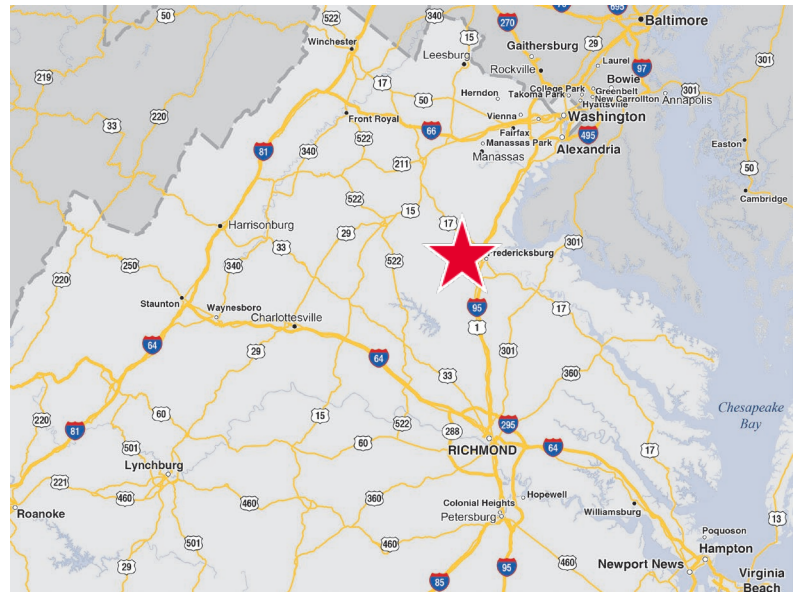 50
522
340
15
270
695
Baltimore
Winchester
Leesburg
Gaithersburg
29
Laurel
301
219
17
Rockville
97
Bowie
Herndon
College Park
Greenbelt
301
50
Takoma Park
New Carrollton
Annapolis
Hyattsville
220
33
Front Royal
Vienna
Washington
66
Fairfax
495
522
Manassas Park
Alexandria
Easton
81
340
211
Manassas
50
522
15
17
Cambridge
Harrisonburg
29
33
301
Fredericksburg
250
340
522
220
Staunton
Waynesboro
95
17
Charlottesville
1
64
29
64
301
33
360
Chesapeake
Bay
220
60
15
522
295
81
288
60
501
RICHMOND
64
17
Lynchburg
221
460
460
360
Colonial Heights
Hopewell
Williamsburg
Roanoke
Petersburg
13
Poquoson
501
460
Hampton
29
85
95
460
Newport News
Virginia
Beach